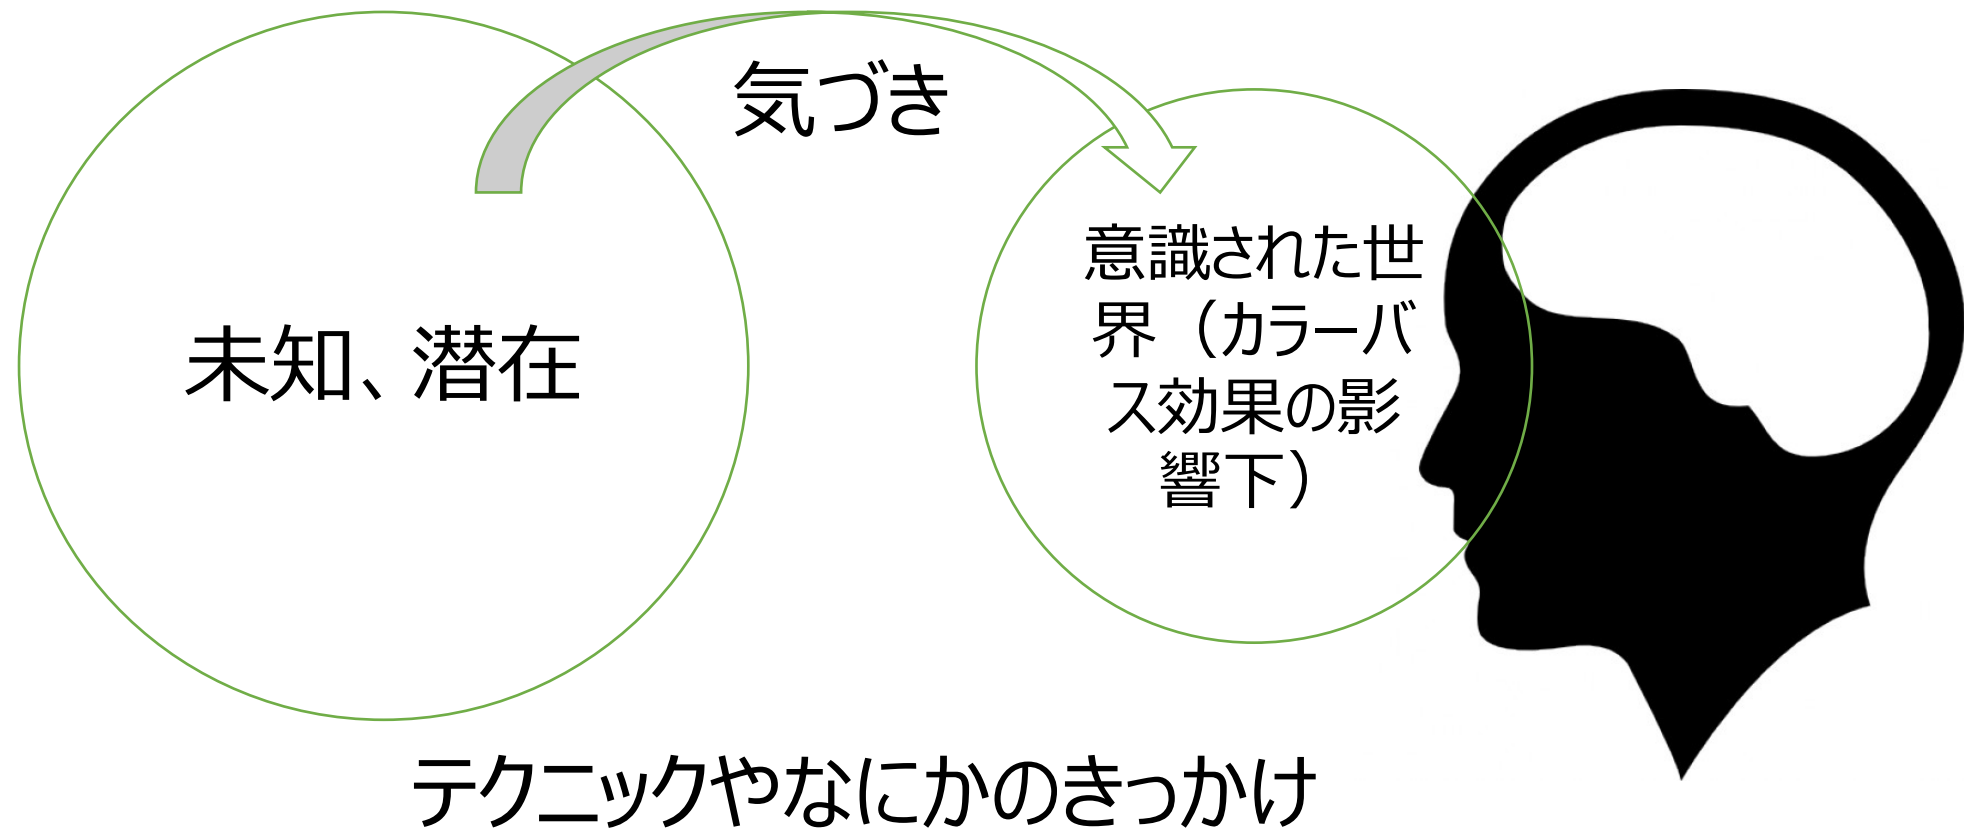 気づき
未知、潜在
意識された世
界（カラーバ
ス効果の影
響下）
テクニックやなにかのきっかけ